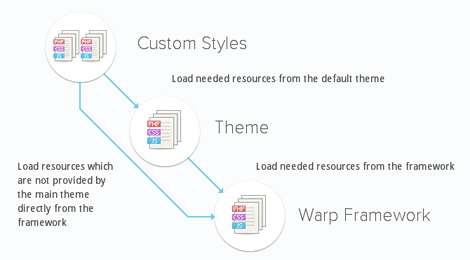 PHP PHP
CSS CSS
JS JS
Custom Styles
Load needed resources from the default theme
PHP
CSS
JS
Theme
Load needed resources from the framework
Load resources which
are not provided by
the main theme
directly from the
framework
PHP
CSS
JS
Warp Framework